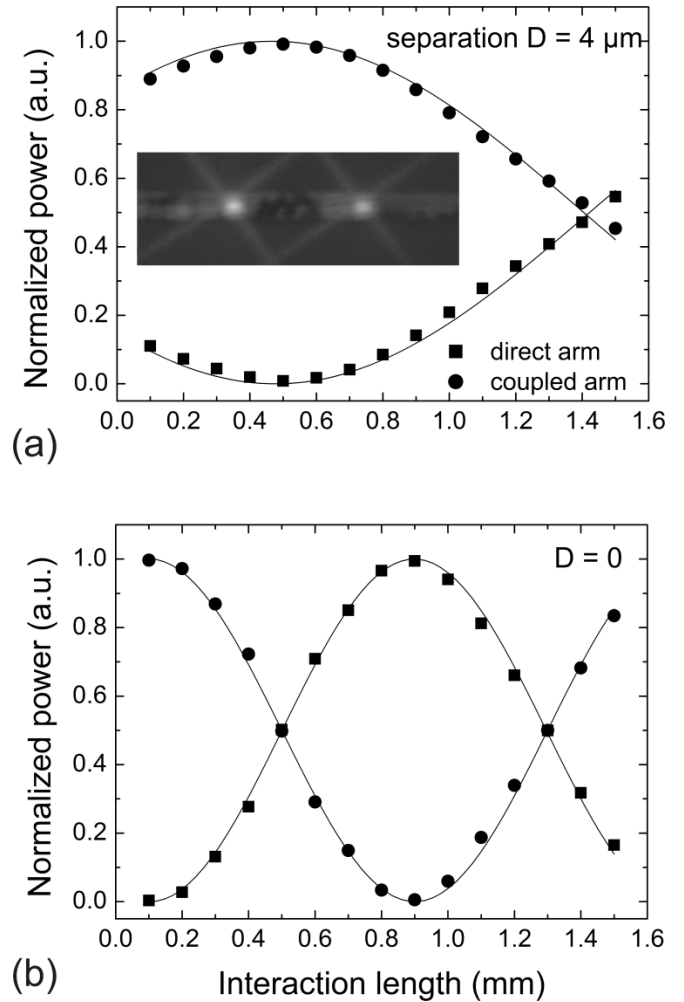 1.0
0.8
0.6
0.4
0.2
0.0
Normalized power (a.u.)
separation D = 4 µm
direct arm
coupled arm
0.0 0.2 0.4 0.6 0.8 1.0 1.2 1.4 1.6
(a)
1.0
0.8
0.6
0.4
0.2
0.0
Normalized power (a.u.)
D = 0
0.0 0.2 0.4 0.6 0.8 1.0 1.2 1.4 1.6
(b)
Interaction length (mm)